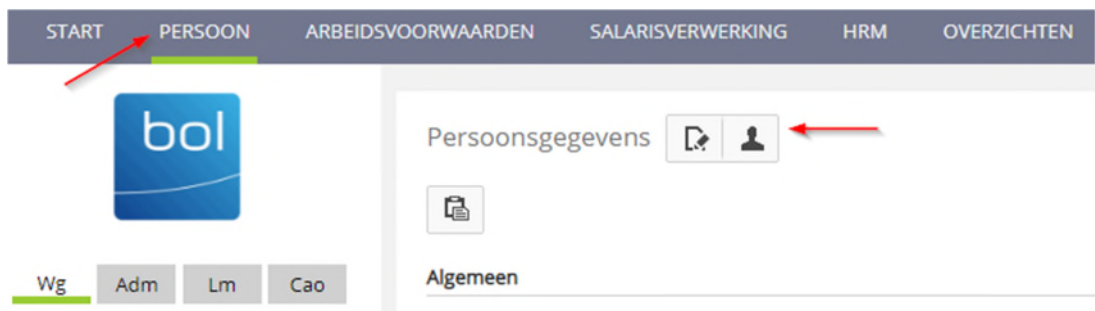 START PERSOON ARBEIDSVOORWAARDEN SALARISVERWERKING HRM OVERZICHTEN
bol
Persoonsgegevens
Wg Adm Lm Cao
Algemeen